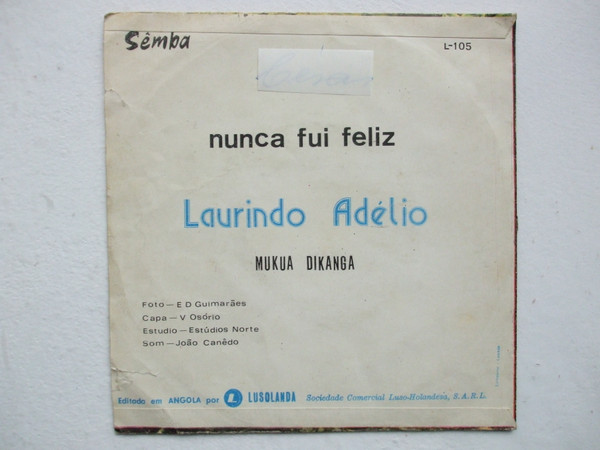 Sêmba
L-105
nunca fui feliz
Laurindo Adélio
MUKUA DIKANGA
Foto — E D Guimarães
Capa — V Osório
Estudio — Estúdios Norte
Som — João Canêdo
Editado em ANGOLA por L LUSOLANDA Sociedade Comercial Luso-Holandesa, S.A.R.L.